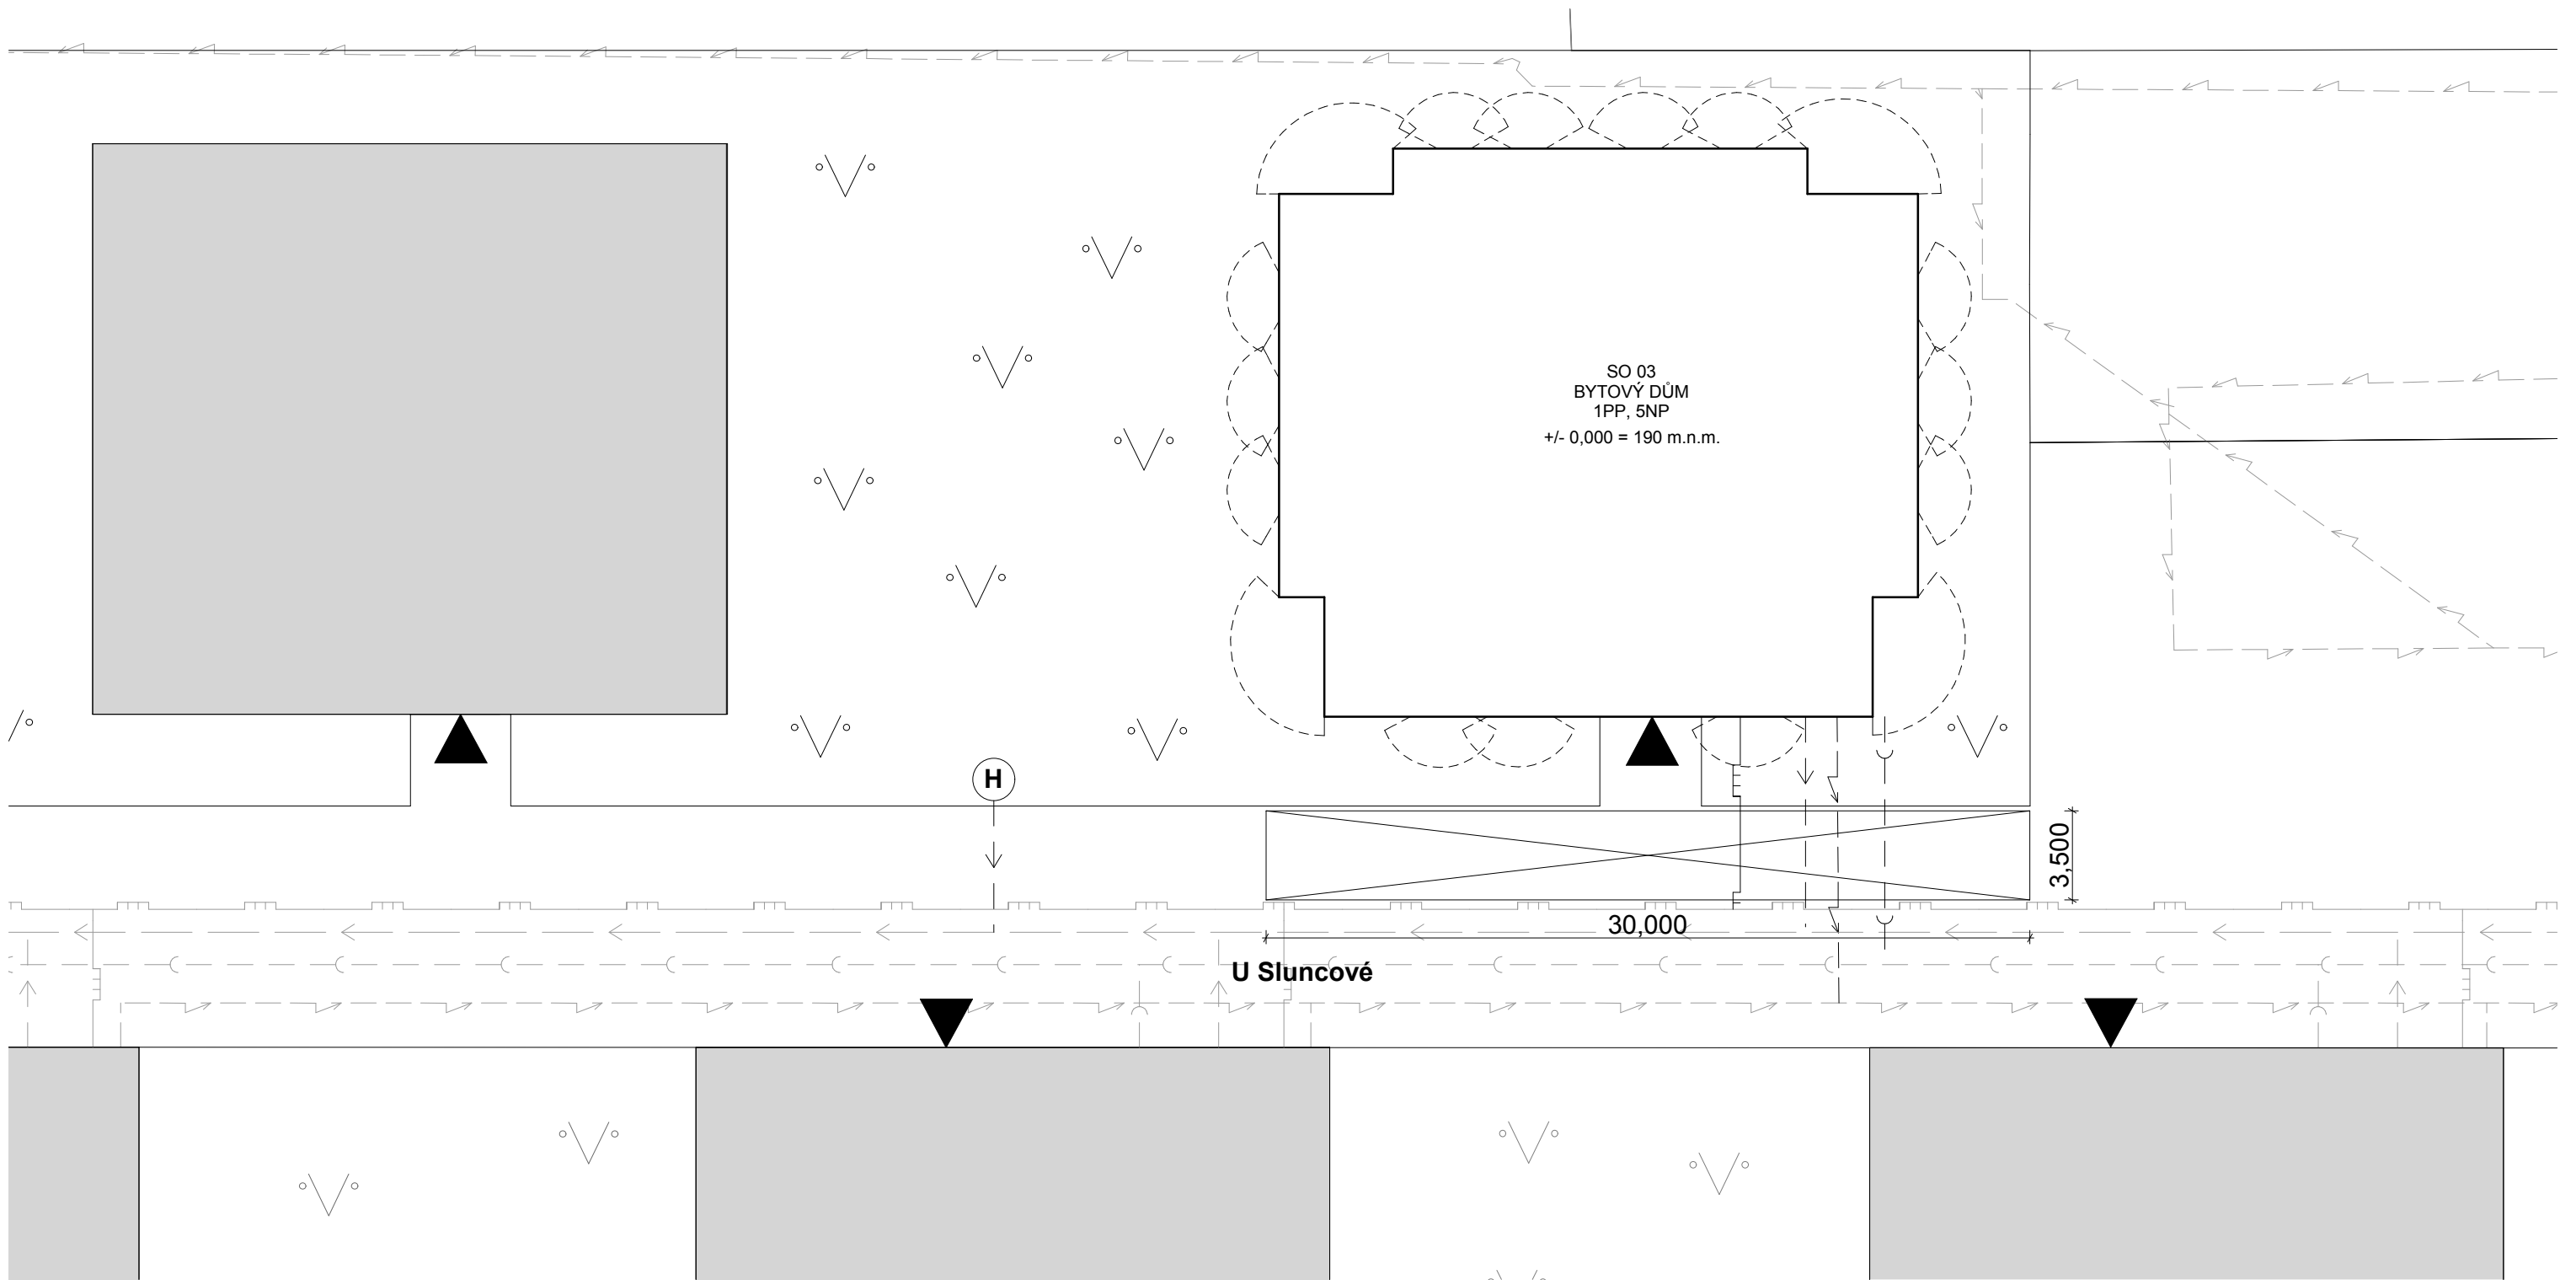 SO 03
BYTOVÝ DŮM
1PP, 5NP
+/- 0,000 = 190 m.n.m.
H
3,500
30,000
U Sluncové